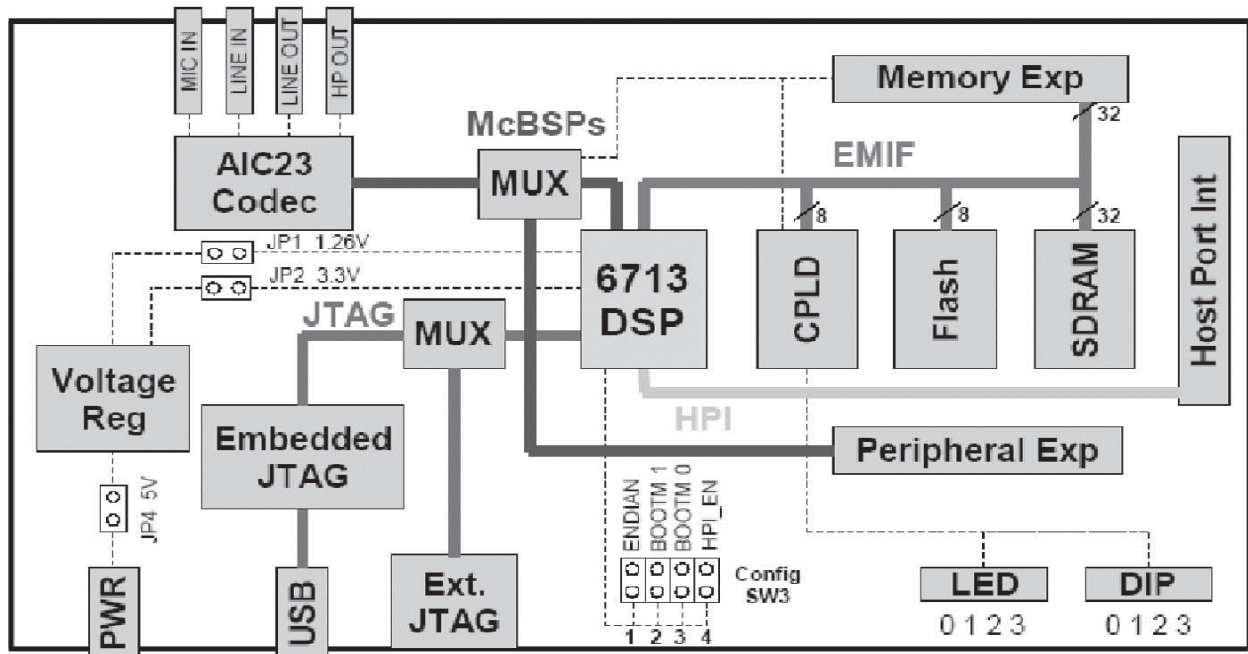 MIC IN
LINE IN
LINE OUT
HP OUT
McBSPs
Memory Exp
32
AIC23
Codec
MUX
EMIF
8
8
32
Host Port Int
JP1 1.26V
JP2 3.3V
6713
DSP
CPLD
Flash
SDRAM
JTAG
MUX
Voltage
Reg
HPI
Embedded
JTAG
Peripheral Exp
JP4 5V
ENDIAN
BOOTM 1
BOOTM 0
HPI_EN
Config
SW3
PWR
USB
Ext.
JTAG
1 2 3 4
LED
DIP
0 1 2 3
0 1 2 3